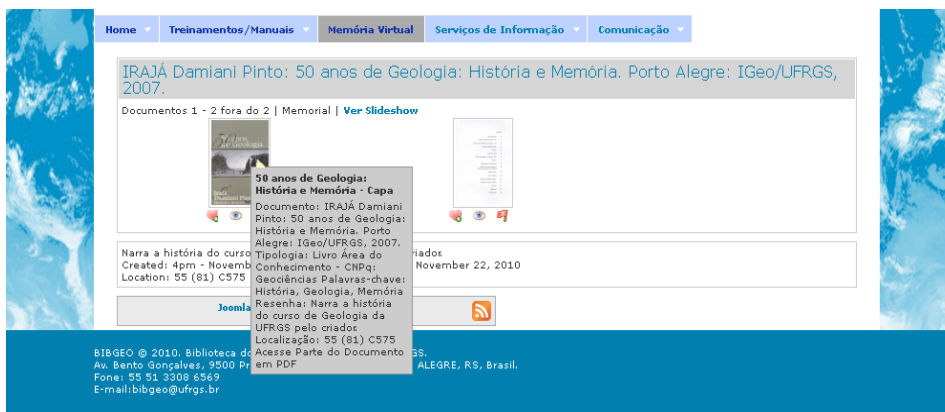 Home
Treinamentos/Manuais
Memória Virtual
Serviços de Informação
Comunicação
IRAJÁ Damiani Pinto: 50 anos de Geologia: História e Memória. Porto Alegre: IGeo/UFRGS,
2007.
Documentos 1 - 2 fora do 2 | Memorial | Ver Slideshow
50 anos
de Geologia
50 anos de Geologia:
História e Memória - Capa
Documento: IRAJÁ Damiani
Pinto: 50 anos de Geologia:
História e Memória. Porto
Alegre: IGeo/UFRGS, 2007.
Tipologia: Livro Área do
Conhecimento - CNPq:
Geociências Palavras-chave:
História, Geologia, Memória
Resenha: Narra a história
do curso de Geologia da
UFRGS pelo criador
Localização: 55 (81) C575
Acesse Parte do Documento
em PDF
Narra a história do curso
Created: 4pm - November 22, 2010
Location: 55 (81) C575
Joomla
BIBGEO @ 2010. Biblioteca GS.
Av. Bento Gonçalves, 9500 ALEGRE, RS, Brasil.
Fone: 55 51 3308 6569
E-mail:bibgeo@ufrgs.br